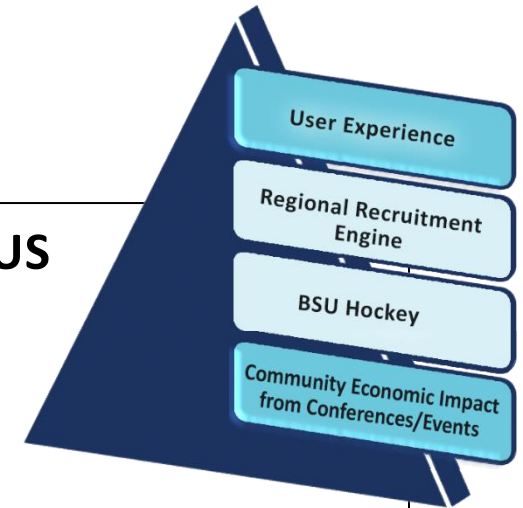 US
User Experience
Regional Recruitment
Engine
BSU Hockey
Community Economic Impact
from Conferences/Events